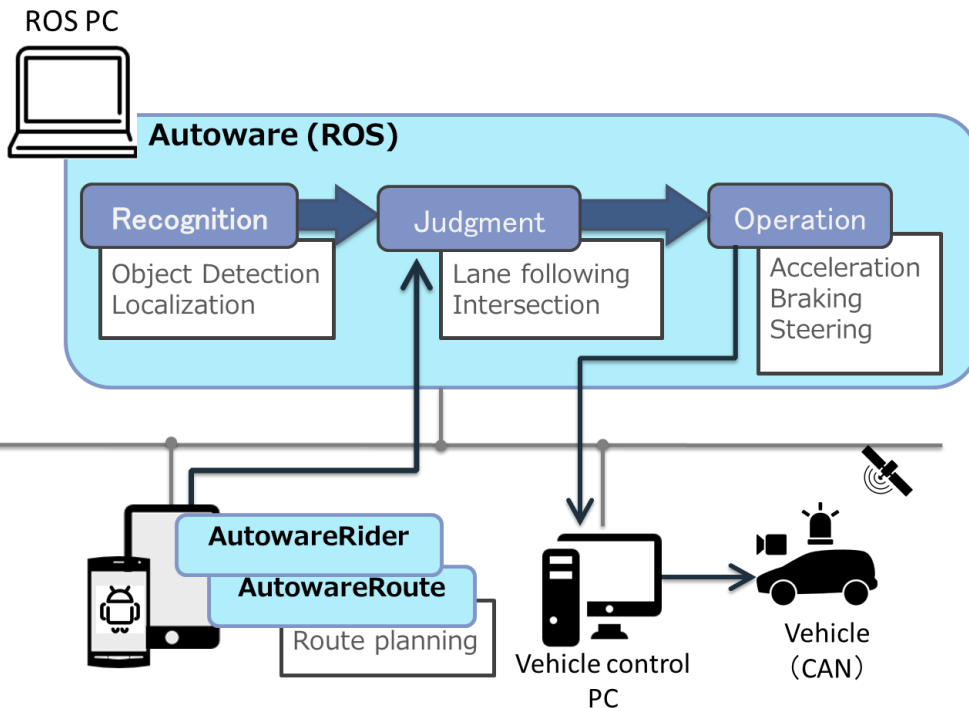 ROS PC
Autoware (ROS)
Recognition
Judgment
Operation
Object Detection
Localization
Lane following
Intersection
Acceleration
Braking
Steering
AutowareRider
AutowareRoute
Route planning
Vehicle control
PC
Vehicle
（CAN）